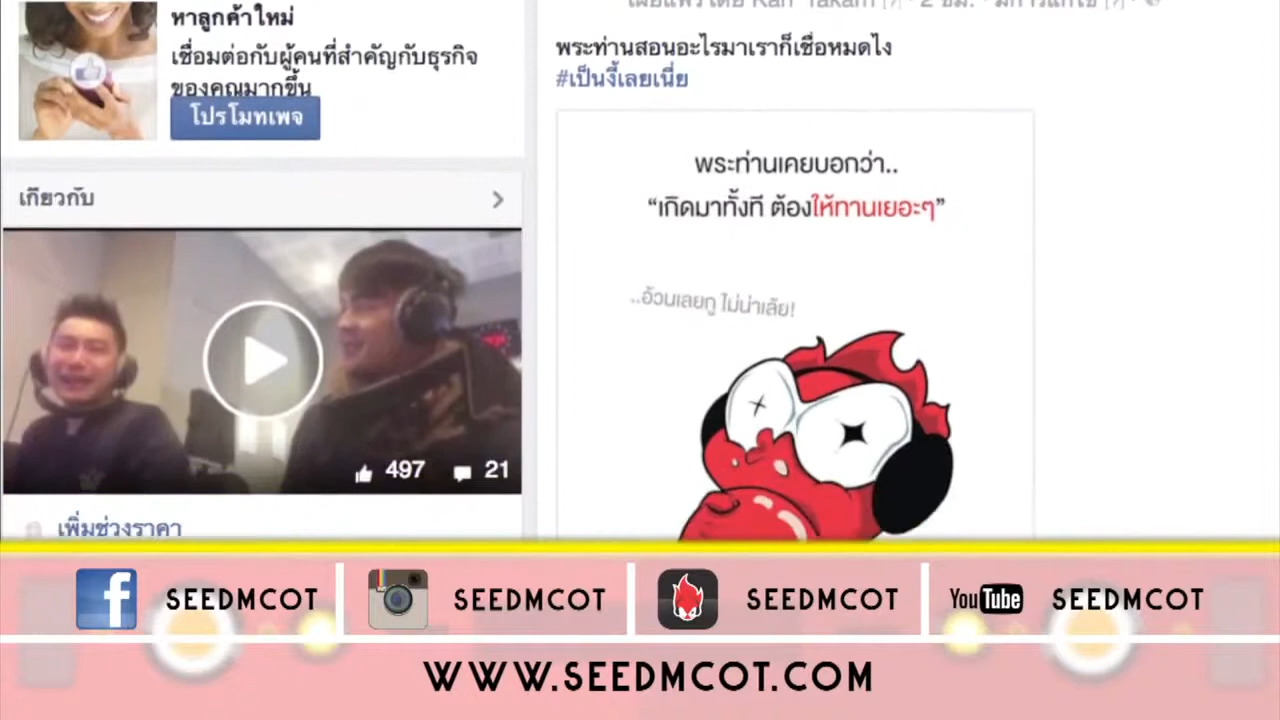 หาลูกค้าใหม่
เชื่อมต่อกับผู้คนที่สำคัญกับธุรกิจ
ของคุณมากขึ้น
โปรโมทเพจ
เกี่ยวกับ
497 21
เพิ่มช่วงราคา
พระท่านสอนอะไรมาเราก็เชื่อหมดไง
#เป็นงี้เลยเนี่ย
พระท่านเคยบอกว่า..
“เกิดมาทั้งที ต้องให้ทานเยอะๆ”
..อ้วนเลยกู ไม่น่าเล้ย!
SEEDMCOT
SEEDMCOT
SEEDMCOT
You Tube SEEDMCOT
WWW.SEEDMCOT.COM